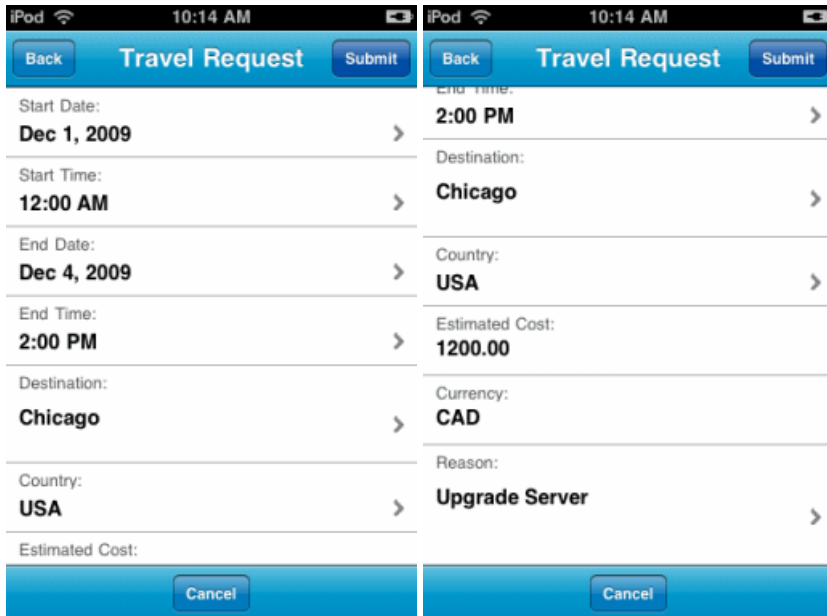 iPod 10:14 AM
Back Travel Request Submit
Start Date:
Dec 1, 2009
Start Time:
12:00 AM
End Date:
Dec 4, 2009
End Time:
2:00 PM
Destination:
Chicago
Country:
USA
Estimated Cost:
Cancel
iPod 10:14 AM
Back Travel Request Submit
End Time:
2:00 PM
Destination:
Chicago
Country:
USA
Estimated Cost:
1200.00
Currency:
CAD
Reason:
Upgrade Server
Cancel